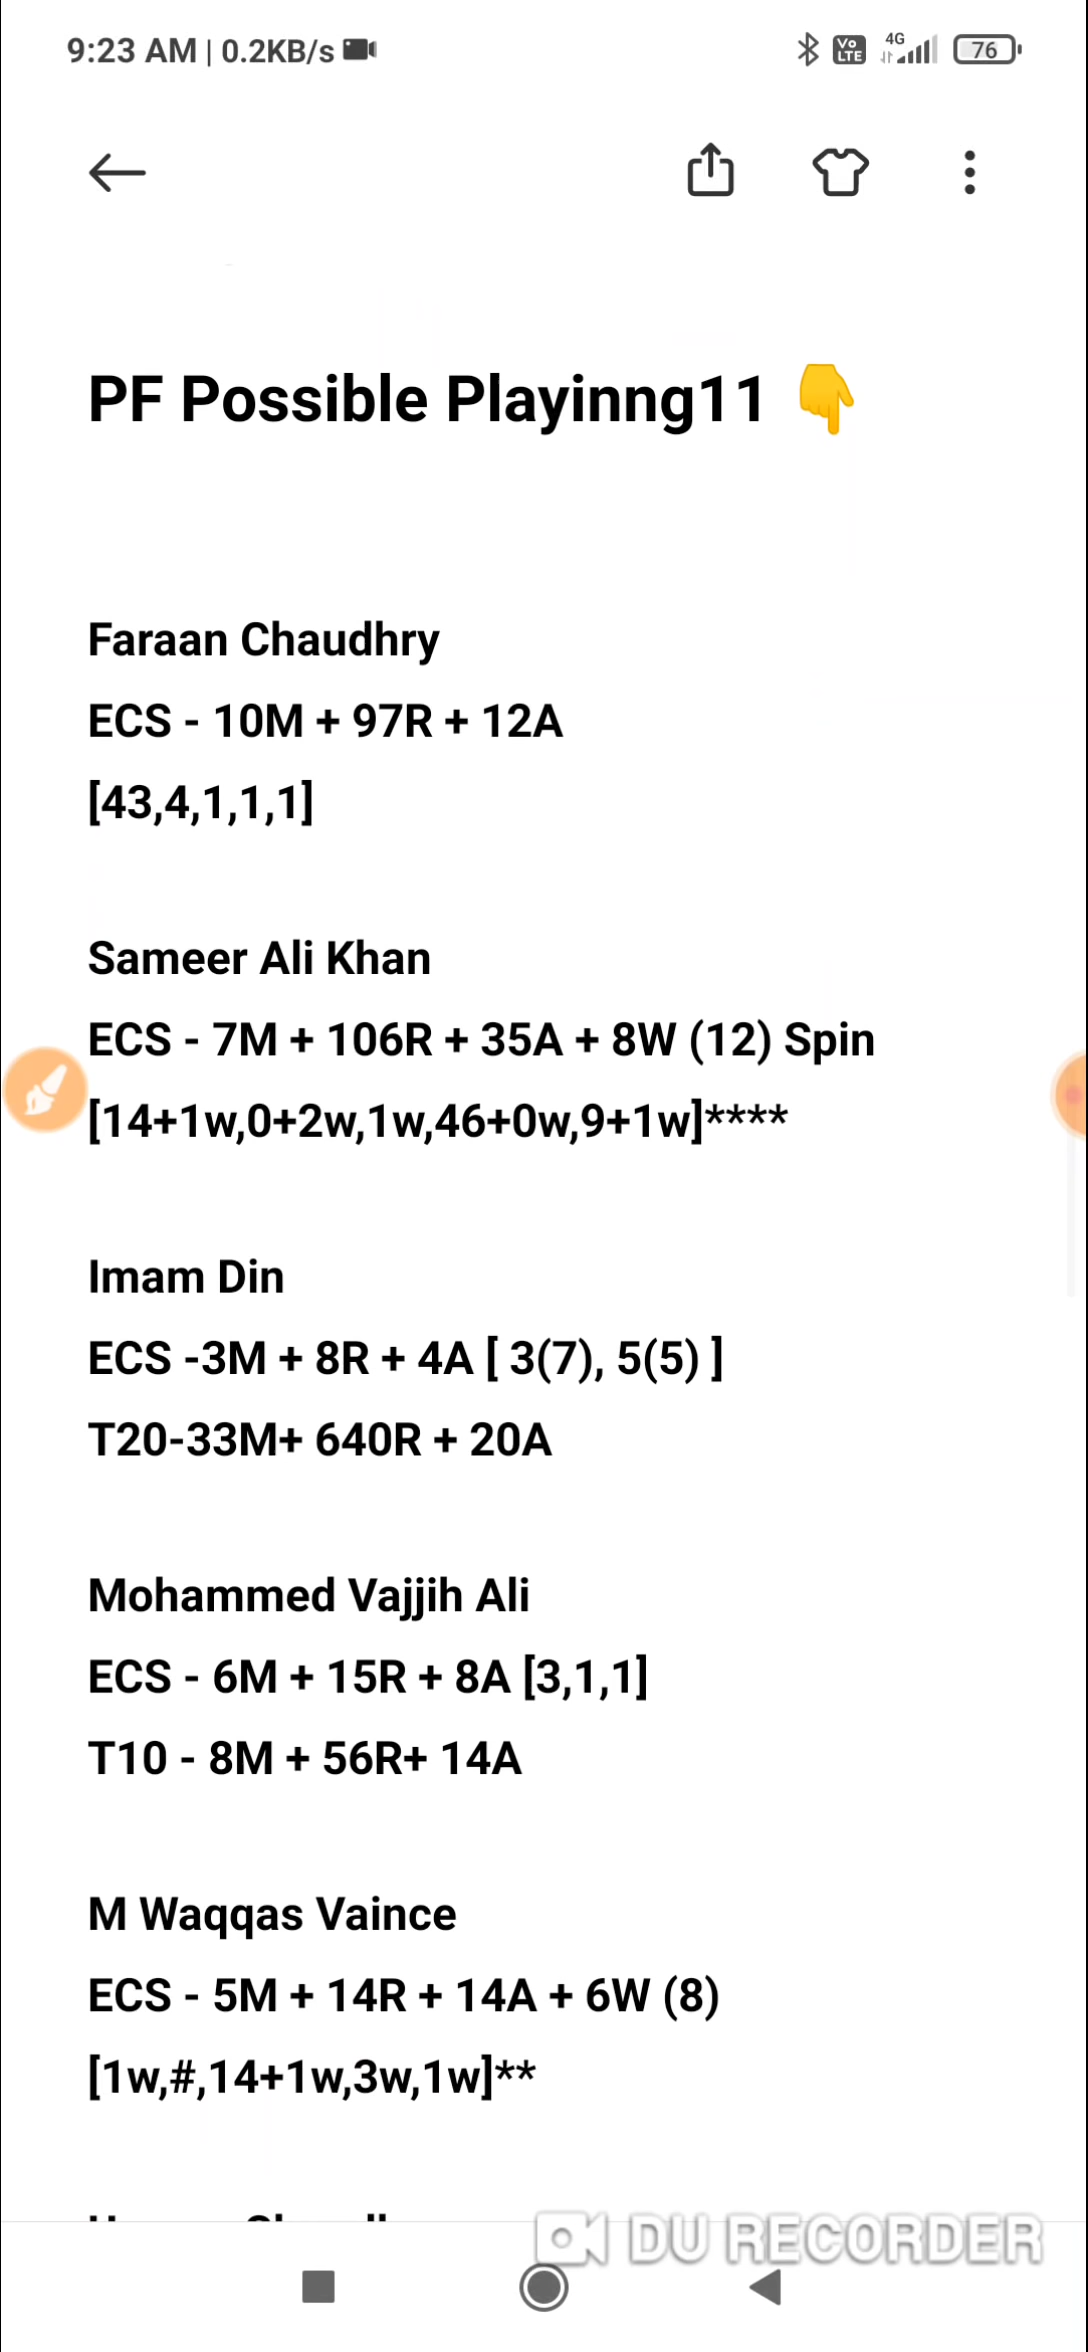 9:23 AM | 0.2KB/s
Vo LTE 4G 76
PF Possible Playinng11 👇
Faraan Chaudhry
ECS - 10M + 97R + 12A
[43,4,1,1,1]
Sameer Ali Khan
ECS - 7M + 106R + 35A + 8W (12) Spin
[14+1w,0+2w,1w,46+0w,9+1w]****
Imam Din
ECS -3M + 8R + 4A [ 3(7), 5(5) ]
T20-33M+ 640R + 20A
Mohammed Vajjih Ali
ECS - 6M + 15R + 8A [3,1,1]
T10 - 8M + 56R+ 14A
M Waqqas Vaince
ECS - 5M + 14R + 14A + 6W (8)
[1w,#,14+1w,3w,1w]**
DU RECORDER